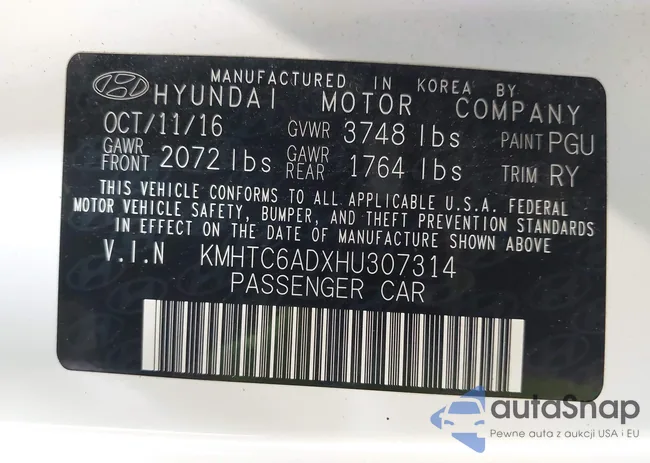 MANUFACTURED IN KOREA BY
HYUNDAI MOTOR COMPANY
OCT/11/16 GVWR 3748 lbs PAINT PGU
GAWR FRONT 2072 lbs GAWR REAR 1764 lbs TRIM RY
THIS VEHICLE CONFORMS TO ALL APPLICABLE U.S.A. FEDERAL
MOTOR VEHICLE SAFETY, BUMPER, AND THEFT PREVENTION STANDARDS
IN EFFECT ON THE DATE OF MANUFACTURE SHOWN ABOVE
V.I.N KMHTC6ADXHU307314
PASSENGER CAR
autaSnap
Pewne auta z aukcji USA i EU